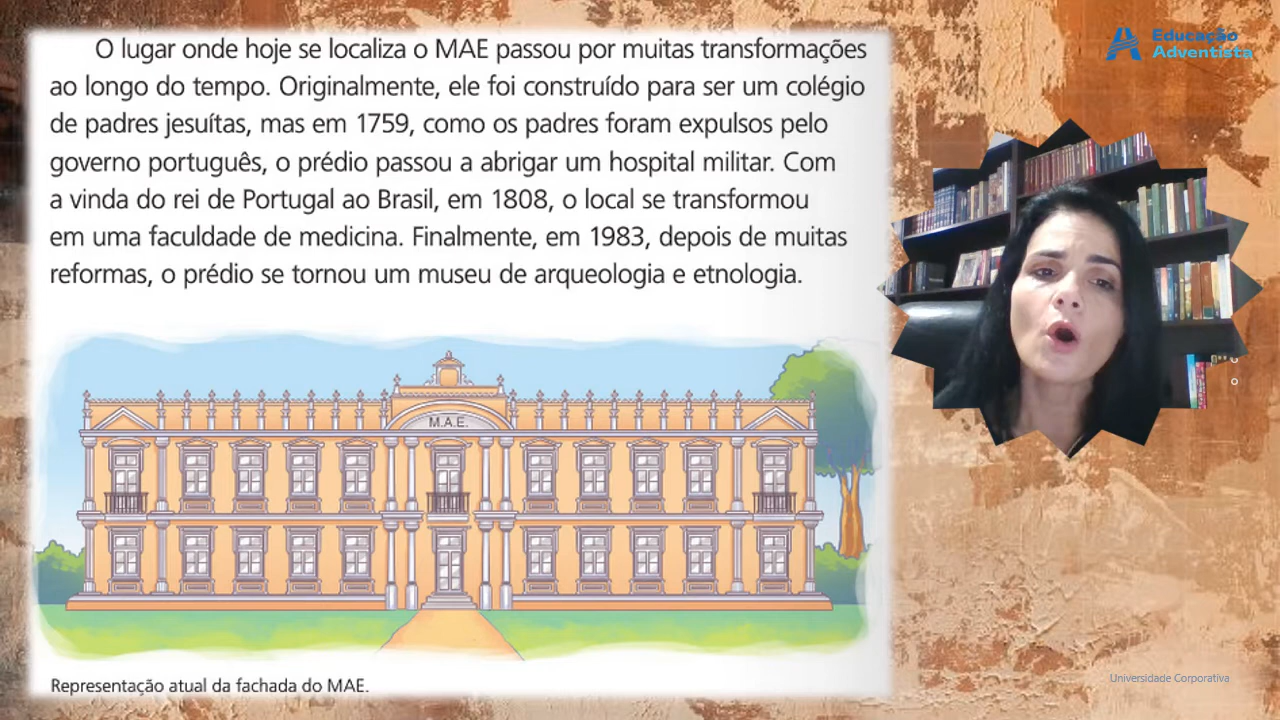 O lugar onde hoje se localiza o MAE passou por muitas transformações
ao longo do tempo. Originalmente, ele foi construído para ser um colégio
de padres jesuítas, mas em 1759, como os padres foram expulsos pelo
governo português, o prédio passou a abrigar um hospital militar. Com
a vinda do rei de Portugal ao Brasil, em 1808, o local se transformou
em uma faculdade de medicina. Finalmente, em 1983, depois de muitas
reformas, o prédio se tornou um museu de arqueologia e etnologia.
M.A.E.
Representação atual da fachada do MAE.
Educação
Adventista
Universidade Corporativa